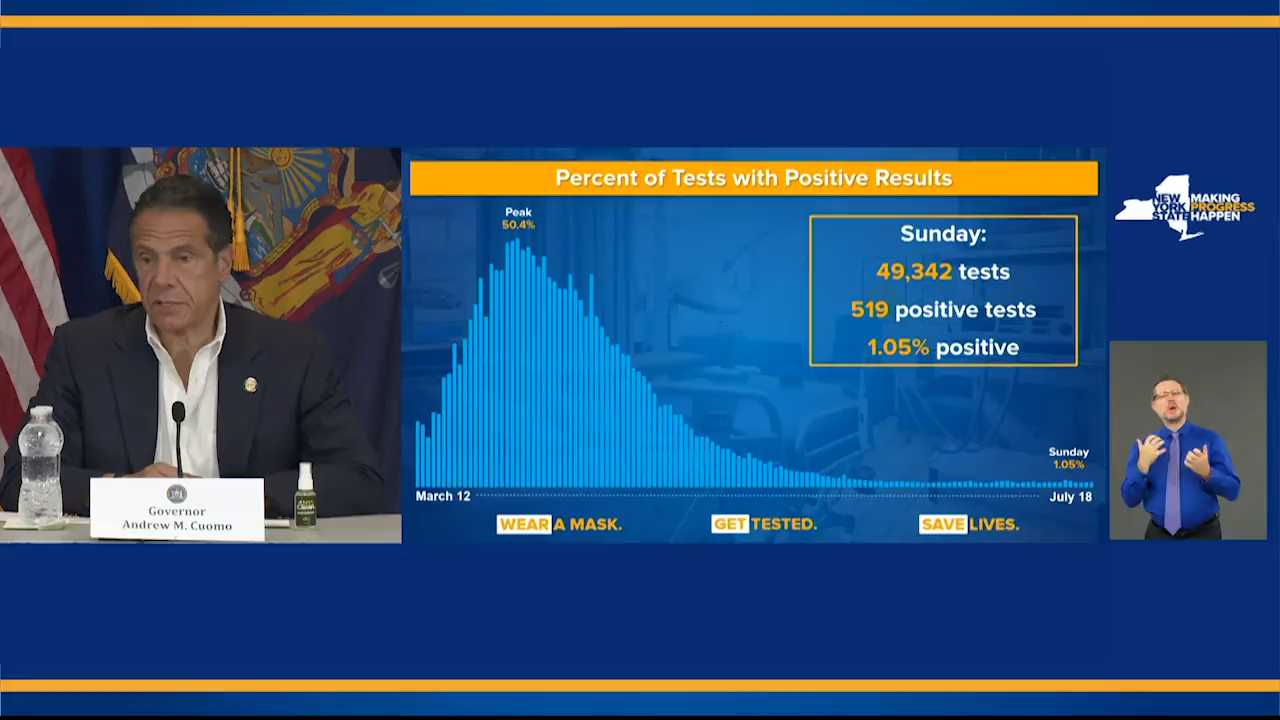 Percent of Tests with Positive Results
Peak
50.4%
Sunday:
49,342 tests
519 positive tests
1.05% positive
Sunday
1.05%
March 12
July 18
WEAR A MASK.
GET TESTED.
SAVE LIVES.
Governor
Andrew M. Cuomo
NEW
YORK
STATE
MAKING
PROGRESS
HAPPEN